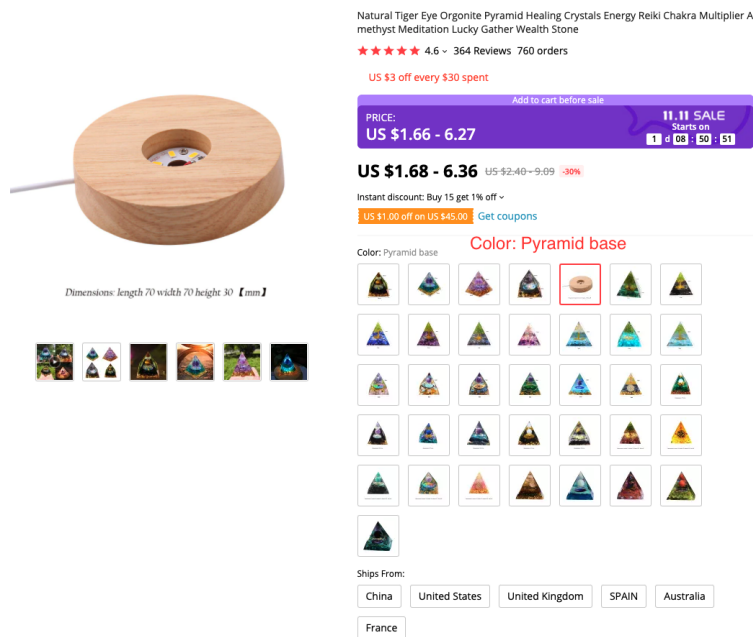 Natural Tiger Eye Orgonite Pyramid Healing Crystals Energy Reiki Chakra Multiplier A
methyst Meditation Lucky Gather Wealth Stone
4.6 364 Reviews 760 orders
US $3 off every $30 spent
Add to cart before sale
PRICE:
US $1.66 - 6.27
11.11 SALE
Starts on
1 d 08 : 50 : 51
US $1.68 - 6.36 US $2.40 - 9.09 -30%
Instant discount: Buy 15 get 1% off
US $1.00 off on US $45.00 Get coupons
Color: Pyramid base
Color: Pyramid base
Dimensions: length 70 width 70 height 30 【mm】
Ships From:
China United States United Kingdom SPAIN Australia
France